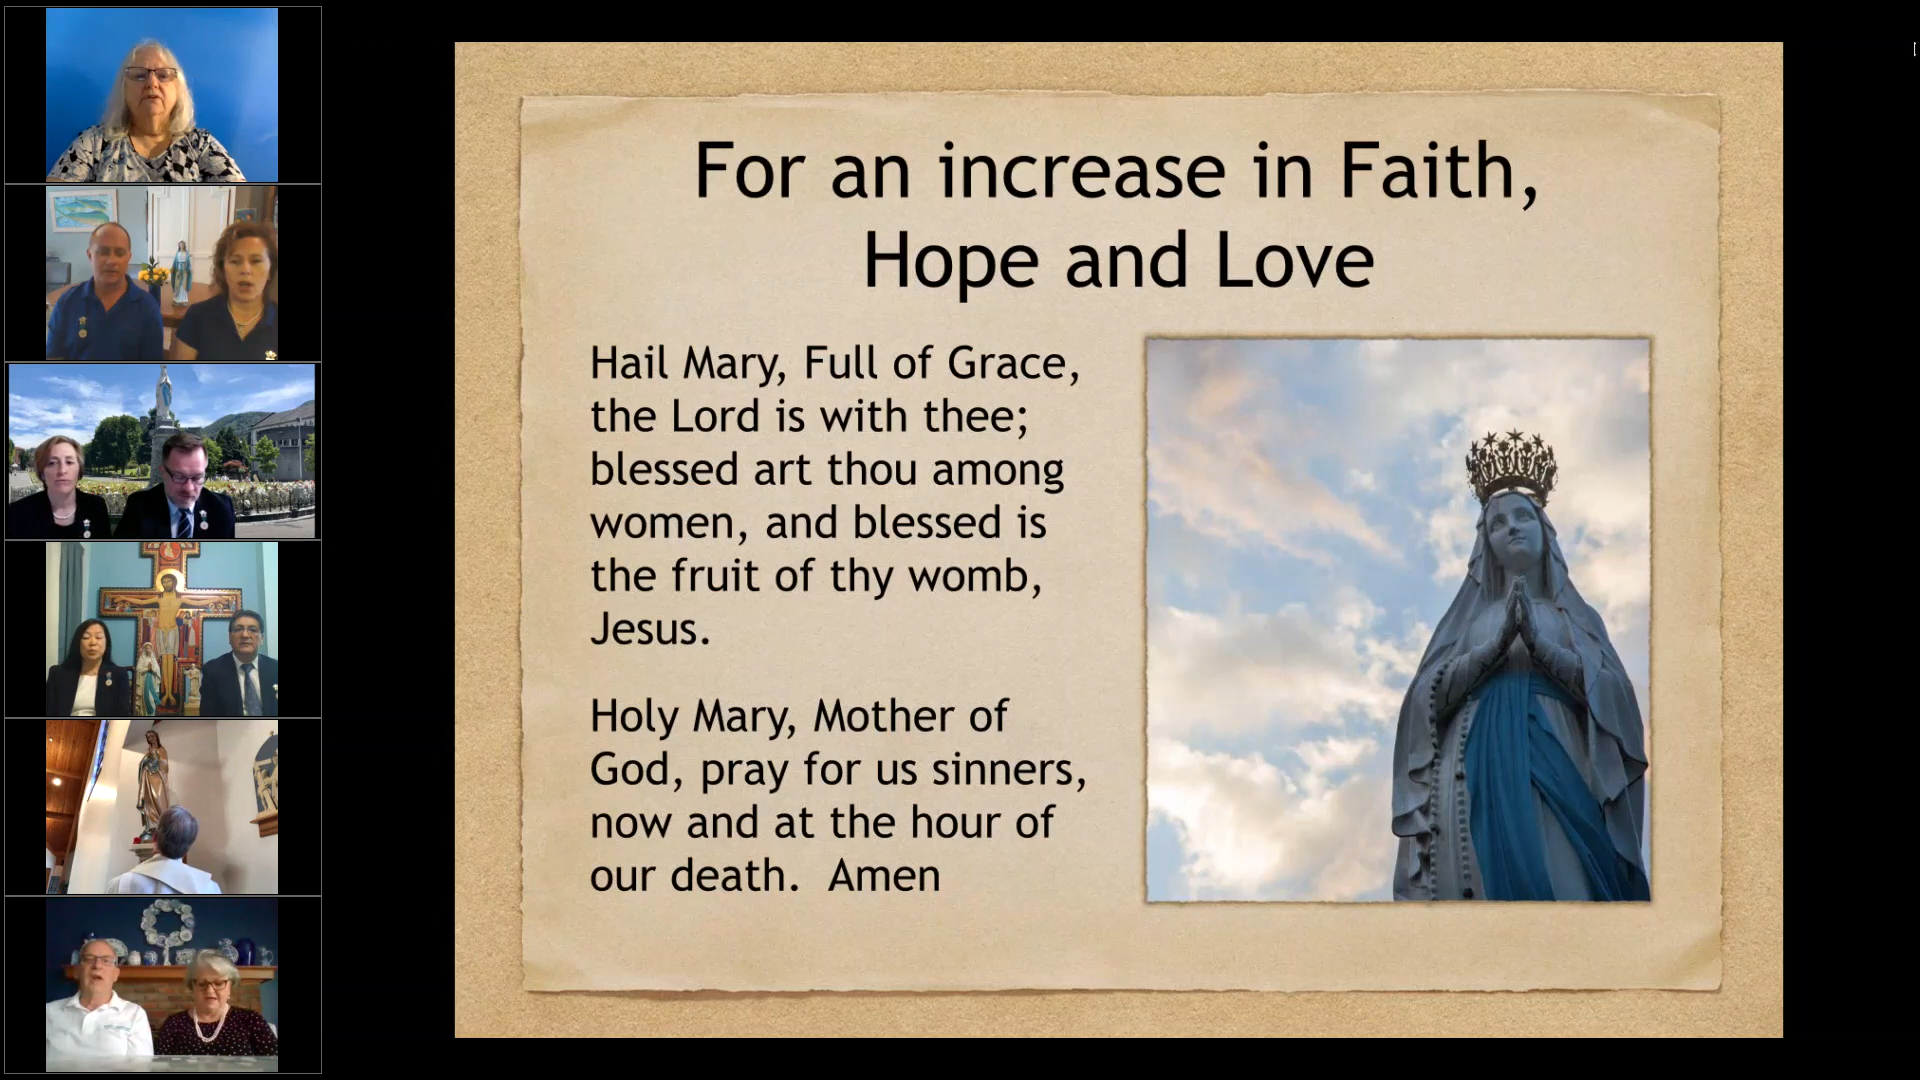 For an increase in Faith,
Hope and Love
Hail Mary, Full of Grace,
the Lord is with thee;
blessed art thou among
women, and blessed is
the fruit of thy womb,
Jesus.
Holy Mary, Mother of
God, pray for us sinners,
now and at the hour of
our death.  Amen